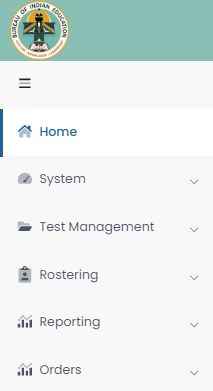 BUREAU OF INDIAN EDUCATION
Home
System
Test Management
Rostering
Reporting
Orders